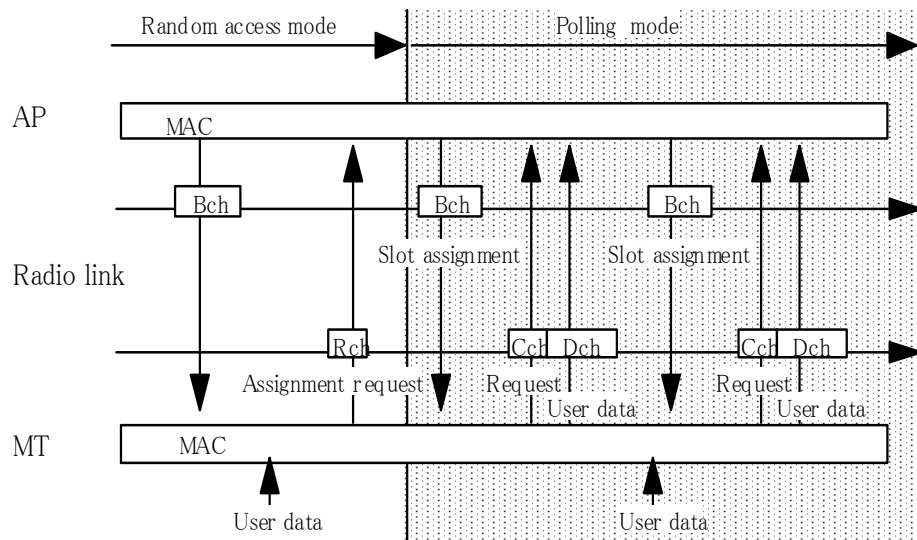 Random access mode
Polling mode
AP
MAC
Bch
Bch
Bch
Slot assignment
Slot assignment
Radio link
Rch
Cch
Dch
Cch
Dch
Assignment request
Request
Request
User data
User data
MT
MAC
User data
User data